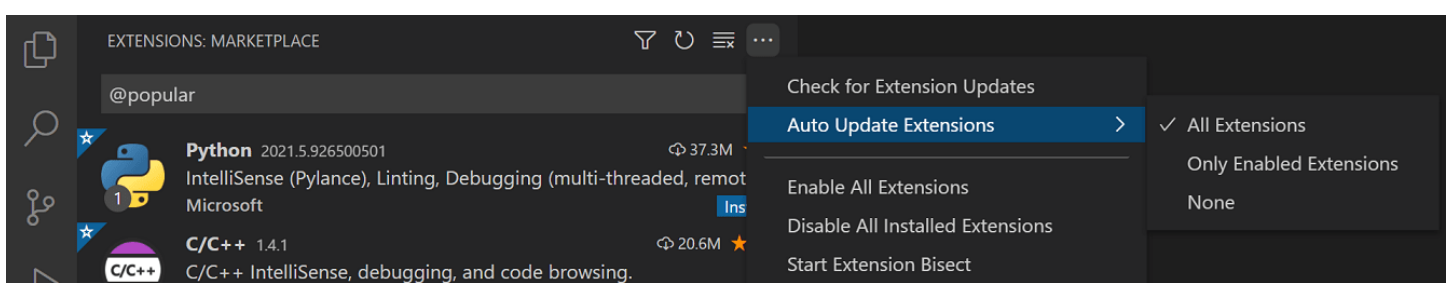 EXTENSIONS: MARKETPLACE
@popular
Python 2021.5.926500501 37.3M
IntelliSense (Pylance), Linting, Debugging (multi-threaded, remot
1
Microsoft Ins
C/C++ 1.4.1 20.6M
C/C++ C/C++ IntelliSense, debugging, and code browsing.
Check for Extension Updates
Auto Update Extensions
Enable All Extensions
Disable All Installed Extensions
Start Extension Bisect
All Extensions
Only Enabled Extensions
None